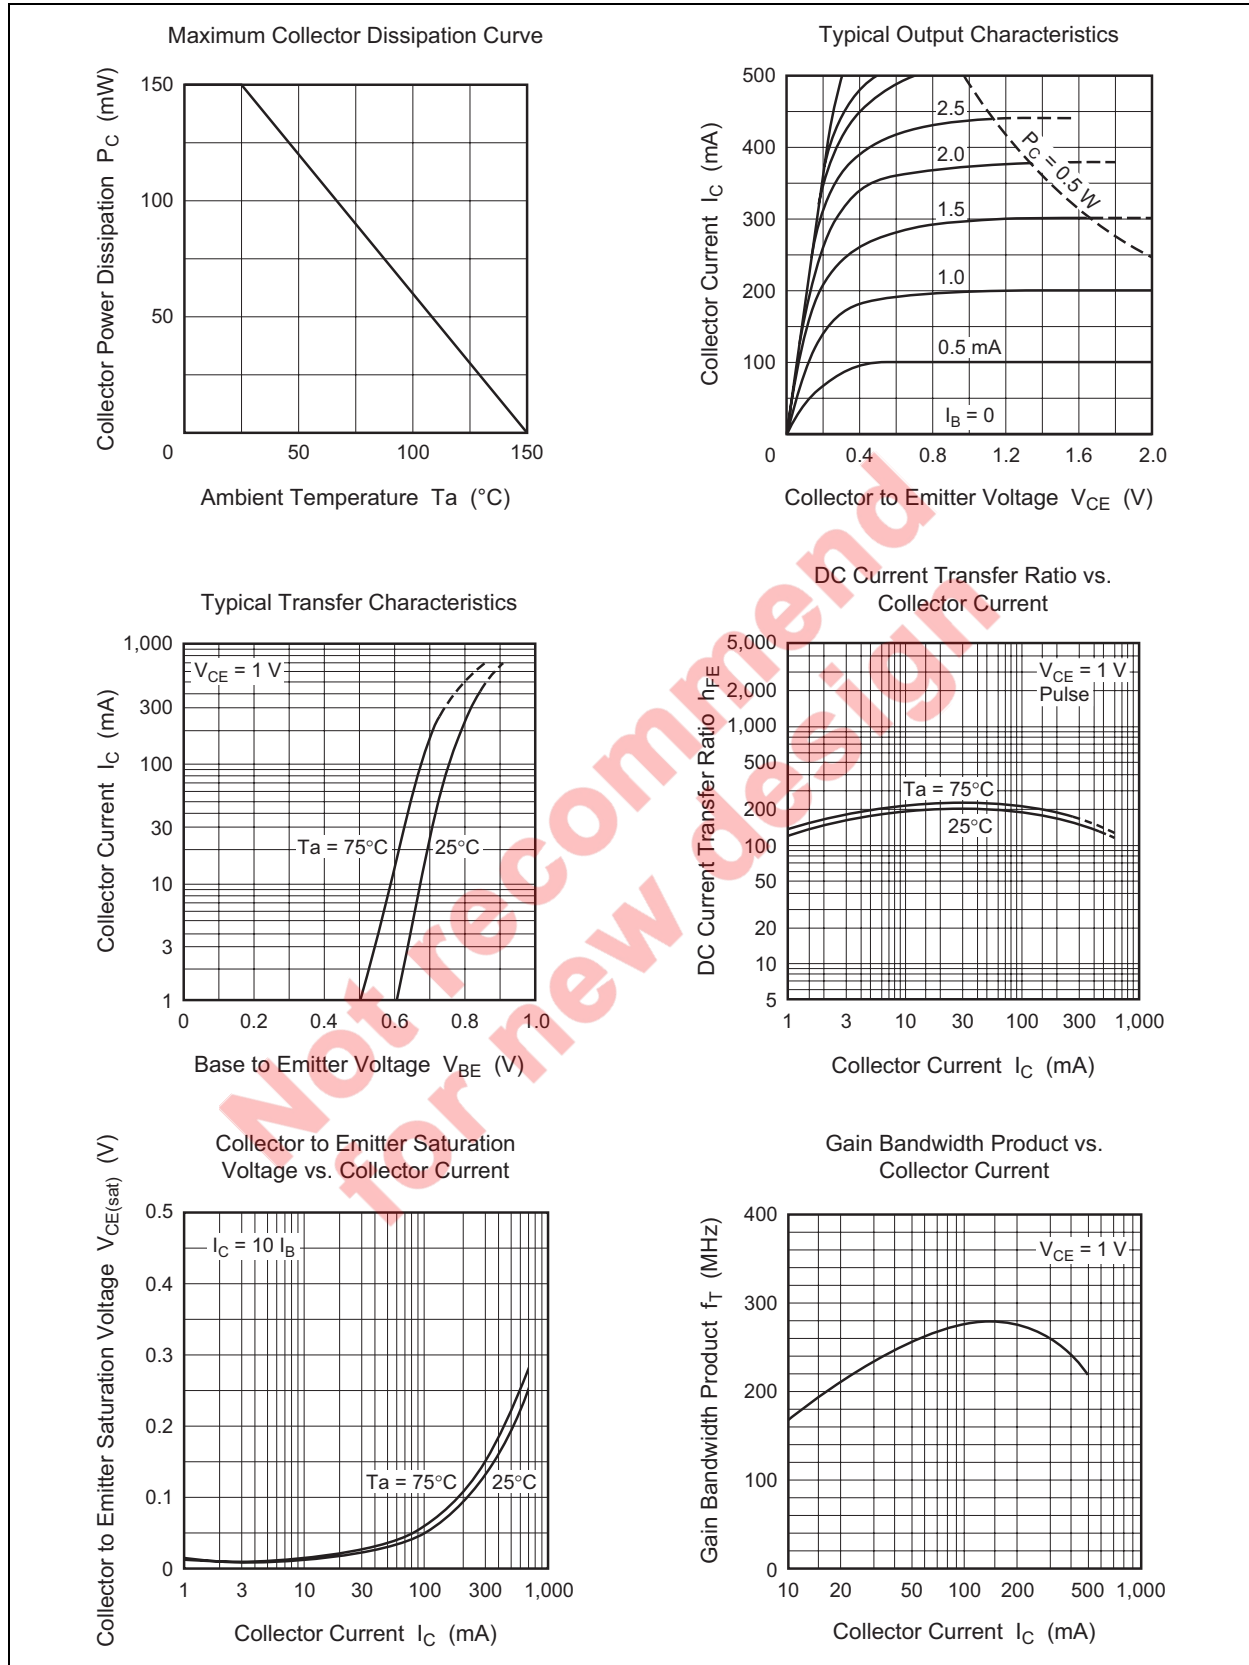 Maximum Collector Dissipation Curve
Collector Power Dissipation PC (mW)
150
100
50
0
50
100
150
Ambient Temperature Ta (°C)
Typical Output Characteristics
Collector Current IC (mA)
500
400
300
200
100
0
2.5
2.0
1.5
1.0
0.5 mA
IB = 0
PC = 0.5 W
0.4
0.8
1.2
1.6
2.0
Collector to Emitter Voltage VCE (V)
Typical Transfer Characteristics
Collector Current IC (mA)
1,000
300
100
30
10
3
1
VCE = 1 V
Ta = 75°C
25°C
0
0.2
0.4
0.6
0.8
1.0
Base to Emitter Voltage VBE (V)
DC Current Transfer Ratio vs.
Collector Current
DC Current Transfer Ratio hFE
5,000
2,000
1,000
500
200
100
50
20
10
5
VCE = 1 V
Pulse
Ta = 75°C
25°C
1
3
10
30
100
300
1,000
Collector Current IC (mA)
Collector to Emitter Saturation
Voltage vs. Collector Current
Collector to Emitter Saturation Voltage VCE(sat) (V)
0.5
0.4
0.3
0.2
0.1
0
IC = 10 IB
Ta = 75°C
25°C
1
3
10
30
100
300
1,000
Collector Current IC (mA)
Gain Bandwidth Product vs.
Collector Current
Gain Bandwidth Product fT (MHz)
400
300
200
100
0
VCE = 1 V
10
20
50
100
200
500
1,000
Collector Current IC (mA)
Not recommend
for new design